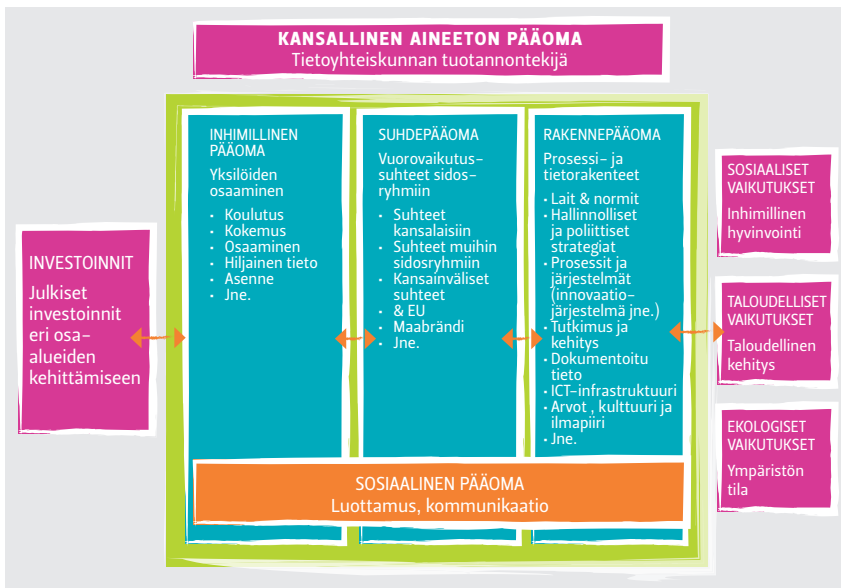 KANSALLINEN AINEETON PÄÄOMA
Tietoyhteiskunnan tuotannontekijä
INVESTOINNIT
Julkiset
investoinnit
eri osa-
alueiden
kehittämiseen
INHIMILLINEN
PÄÄOMA
Yksilöiden
osaaminen
• Koulutus
• Kokemus
• Osaaminen
• Hiljainen tieto
• Asenne
• Jne.
SUHDEPÄÄOMA
Vuorovaikutus-
suhteet sidos-
ryhmiin
• Suhteet
kansalaisiin
• Suhteet muihin
sidosryhmiin
• Kansainväliset
suhteet
• & EU
• Maabrändi
• Jne.
RAKENNEPÄÄOMA
Prosessi- ja
tietorakenteet
• Lait & normit
• Hallinnolliset
ja poliittiset
strategiat
• Prosessit ja
järjestelmät
(innovaatio-
järjestelmä jne.)
• Tutkimus ja
kehitys
• Dokumentoitu
tieto
• ICT-infrastruktuuri
• Arvot , kulttuuri ja
ilmapiiri
• Jne.
SOSIAALINEN PÄÄOMA
Luottamus, kommunikaatio
SOSIAALISET
VAIKUTUKSET
Inhimillinen
hyvinvointi
TALOUDELLISET
VAIKUTUKSET
Taloudellinen
kehitys
EKOLOGISET
VAIKUTUKSET
Ympäristön
tila